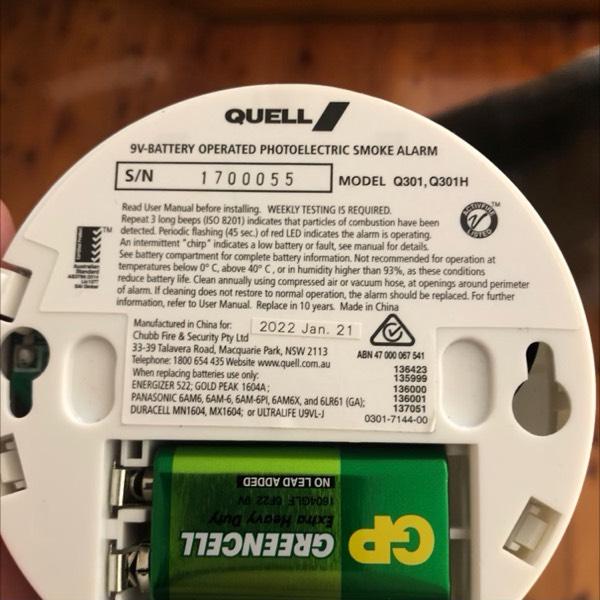 QUELL
9V-BATTERY OPERATED PHOTOELECTRIC SMOKE ALARM
S/N 1700055 MODEL Q301, Q301H
Read User Manual before installing. WEEKLY TESTING IS REQUIRED.
Repeat 3 long beeps (ISO 8201) indicates that particles of combustion have been
detected. Periodic flashing (45 sec.) of red LED indicates the alarm is operating.
An intermittent "chirp" indicates a low battery or fault, see manual for details.
See battery compartment for complete battery information. Not recommended for operation at
temperatures below 0° C, above 40° C, or in humidity higher than 93%, as these conditions
reduce battery life. Clean annually using compressed air or vacuum hose, at openings around perimeter
of alarm. If cleaning does not restore to normal operation, the alarm should be replaced. For further
information, refer to User Manual. Replace in 10 years. Made in China
TM
Australian
Standard
ACTIVFIRE
LISTED
TM
Manufactured in China for: 2022 Jan. 21
Chubb Fire & Security Pty Ltd
33-39 Talavera Road, Macquarie Park, NSW 2113
Telephone: 1800 654 435 Website www.quell.com.au
When replacing batteries use only:
ENERGIZER 522; GOLD PEAK 1604A;
PANASONIC 6AM6, 6AM-6, 6AM-6PI, 6AM6X, and 6LR61 (GA);
DURACELL MN1604, MX1604; or ULTRALIFE U9VL-J
ABN 47 000 067 541
136423
135999
136000
136001
137051
0301-7144-00
GP
GREENCELL
Extra Heavy Duty
1604GLF 6F22 9V
NO LEAD ADDED